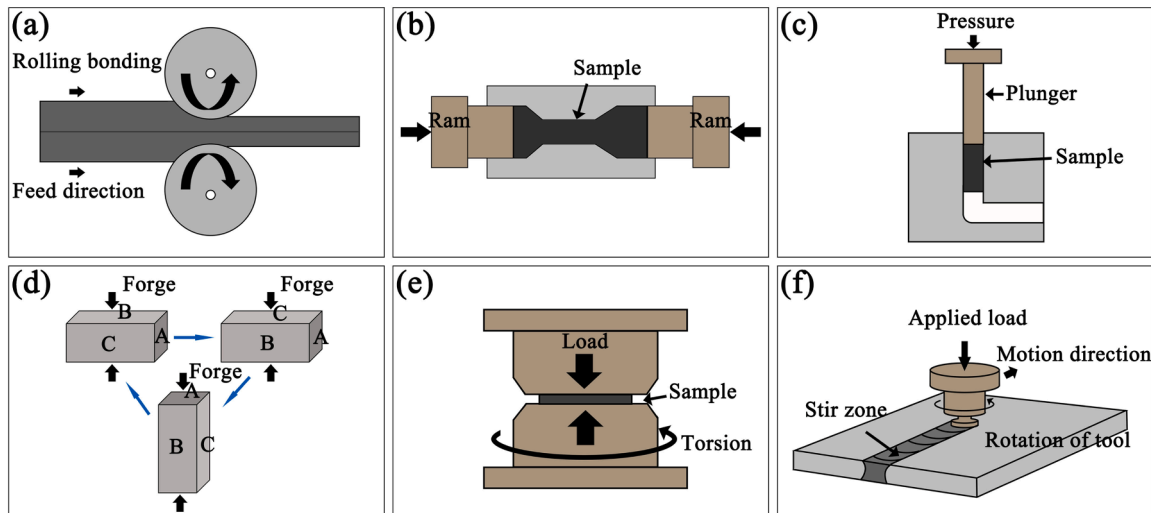 (a)
Rolling bonding
Feed direction
(b)
Sample
Ram
Ram
(c)
Pressure
Plunger
Sample
(d)
Forge
B
A
C
Forge
C
A
B
Forge
A
B
C
(e)
Load
Sample
Torsion
(f)
Applied load
Motion direction
Stir zone
Rotation of tool